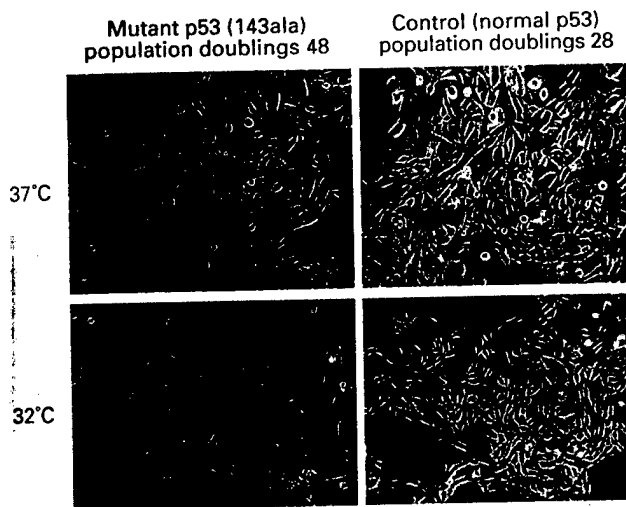 Mutant p53 (143ala)
population doublings 48
Control (normal p53)
population doublings 28
37°C
32°C